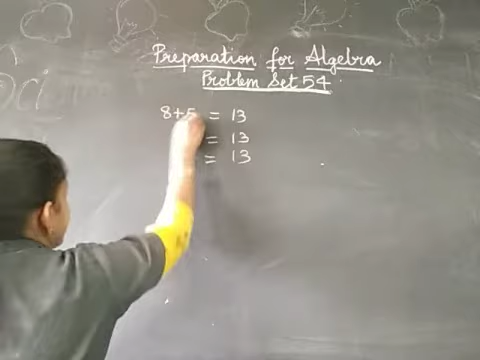 Preparation for Algebra
Problem Set 54
8+5 = 13
= 13
= 13